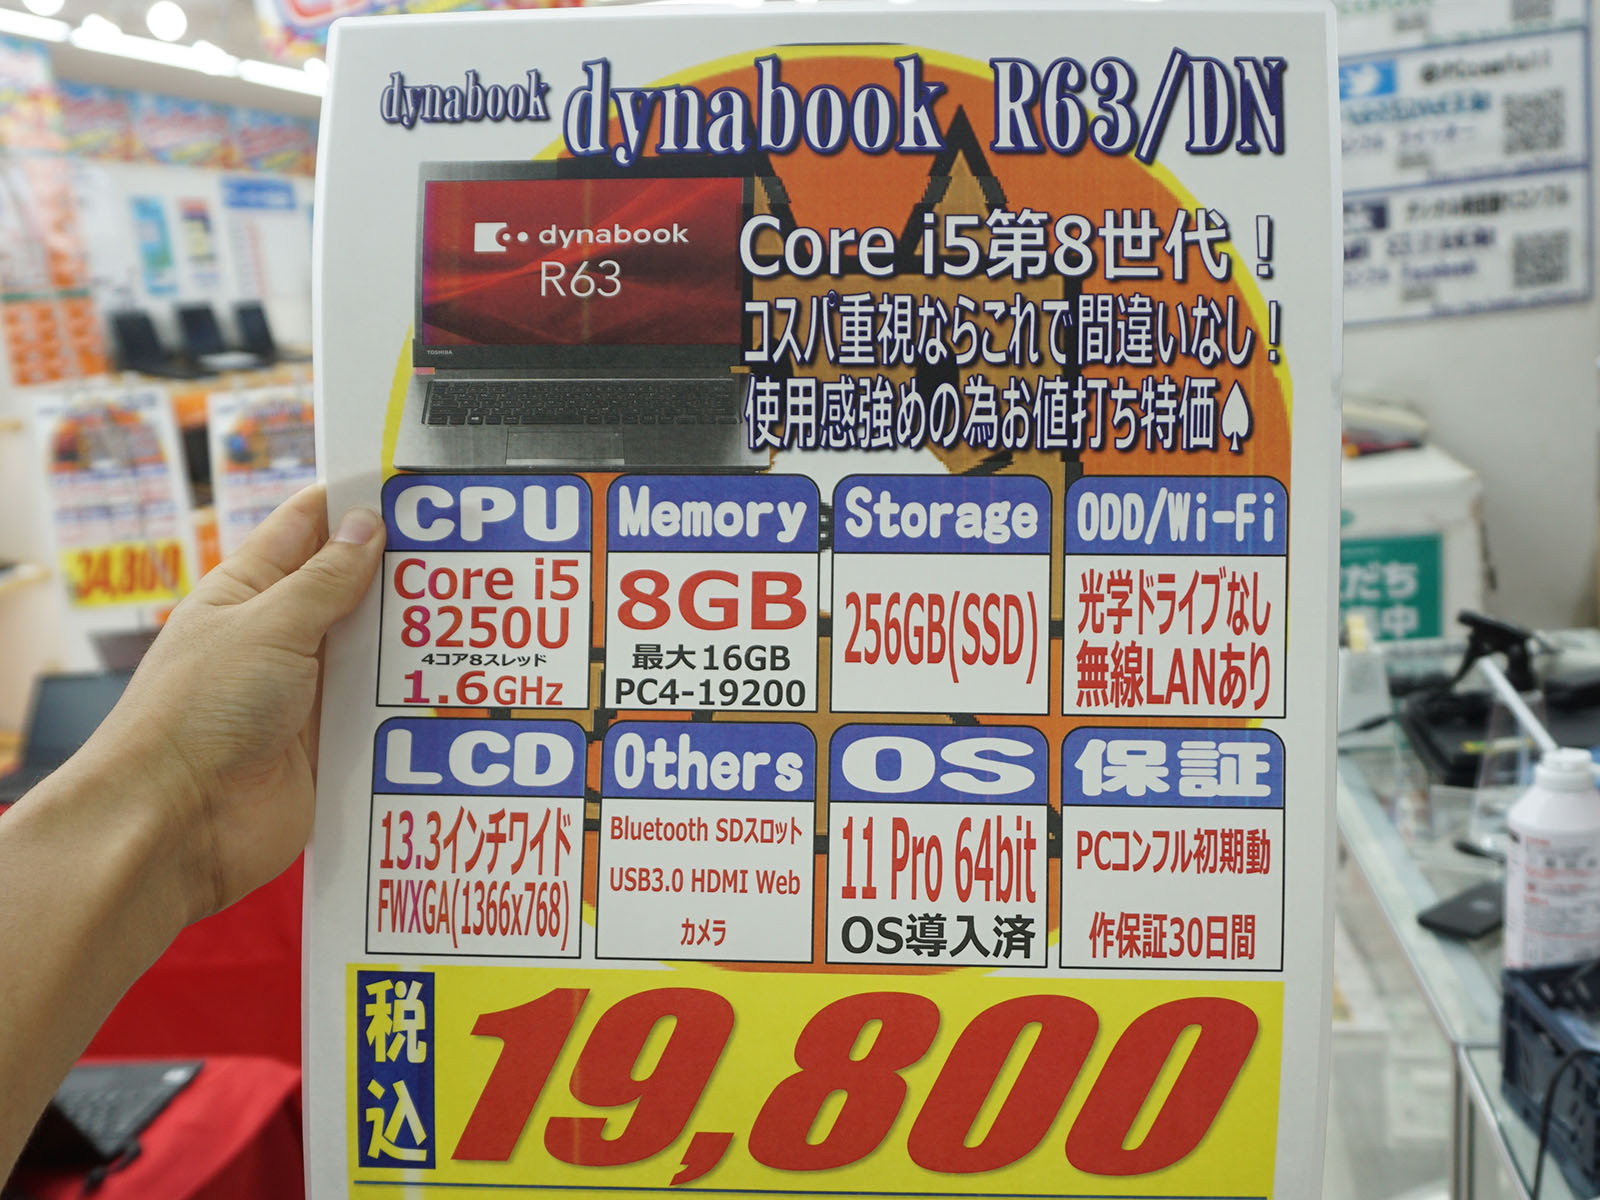 dynabook dynabook R63/DN
dynabook
R63
TOSHIBA
Core i5第8世代！
コスパ重視ならこれで間違いなし！
使用感強めの為お値打ち特価♠
CPU
Core i5
8250U
4コア8スレッド
1.6GHz
Memory
8GB
最大16GB
PC4-19200
Storage
256GB(SSD)
ODD/Wi-Fi
光学ドライブなし
無線LANあり
LCD
13.3インチワイド
FWXGA(1366x768)
Others
Bluetooth SDスロット
USB3.0 HDMI Web
カメラ
OS
11 Pro 64bit
OS導入済
保証
PCコンフル初期動
作保証30日間
税込
19,800
34,800
だち
中